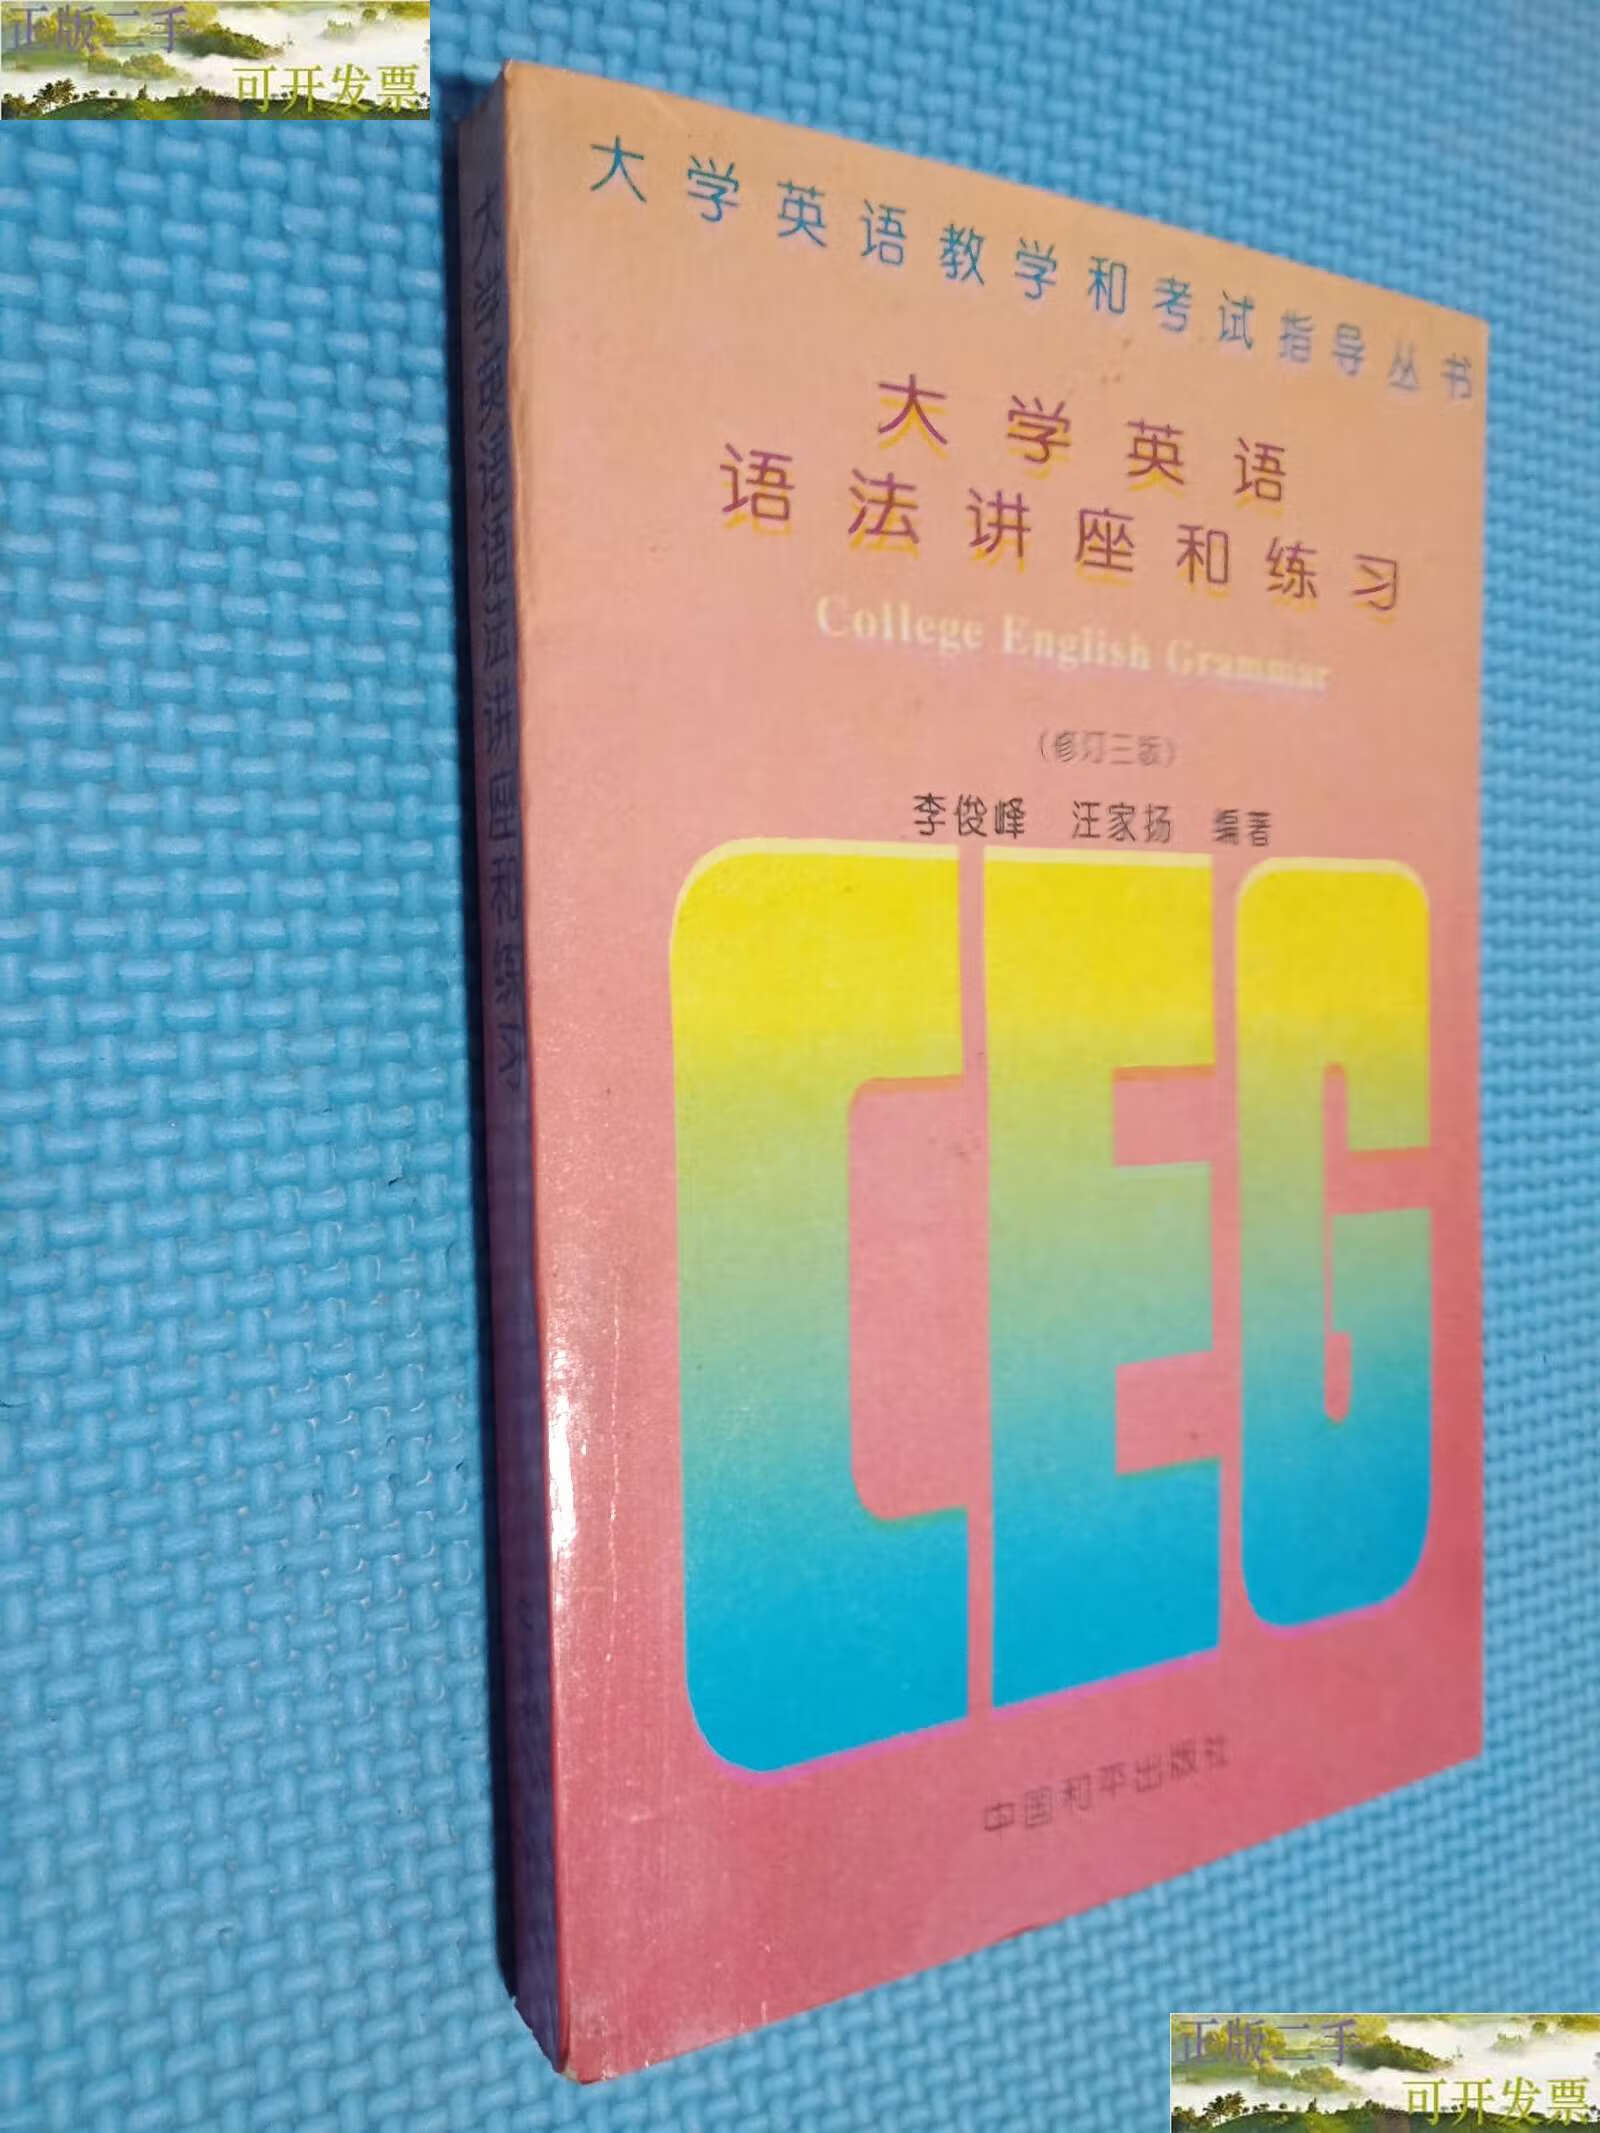 正版二手
可开发票
大学英语教学和考试指导丛书
大学英语
语法讲座和练习
College English Grammar
(修订三版)
李俊峰 汪家扬 编著
CEG
中国和平出版社
大学英语语法讲座和练习
正版二手
可开发票